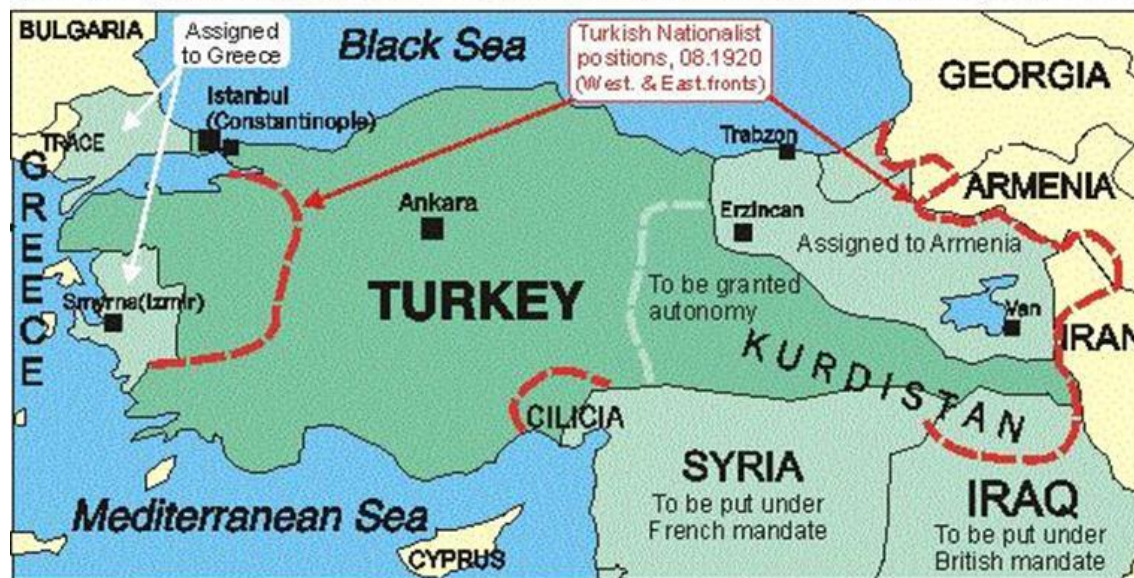 BULGARIA
Assigned
to Greece
Black Sea
Turkish Nationalist
positions, 08.1920
(West. & East.fronts)
GEORGIA
Istanbul
(Constantinople)
TRACE
Trabzon
ARMENIA
GREECE
Ankara
Erzincan
Assigned to Armenia
TURKEY
To be granted
autonomy
Smyrna(Izmir)
Van
IRAN
KURDISTAN
CILICIA
SYRIA
To be put under
French mandate
IRAQ
To be put under
British mandate
Mediterranean Sea
CYPRUS